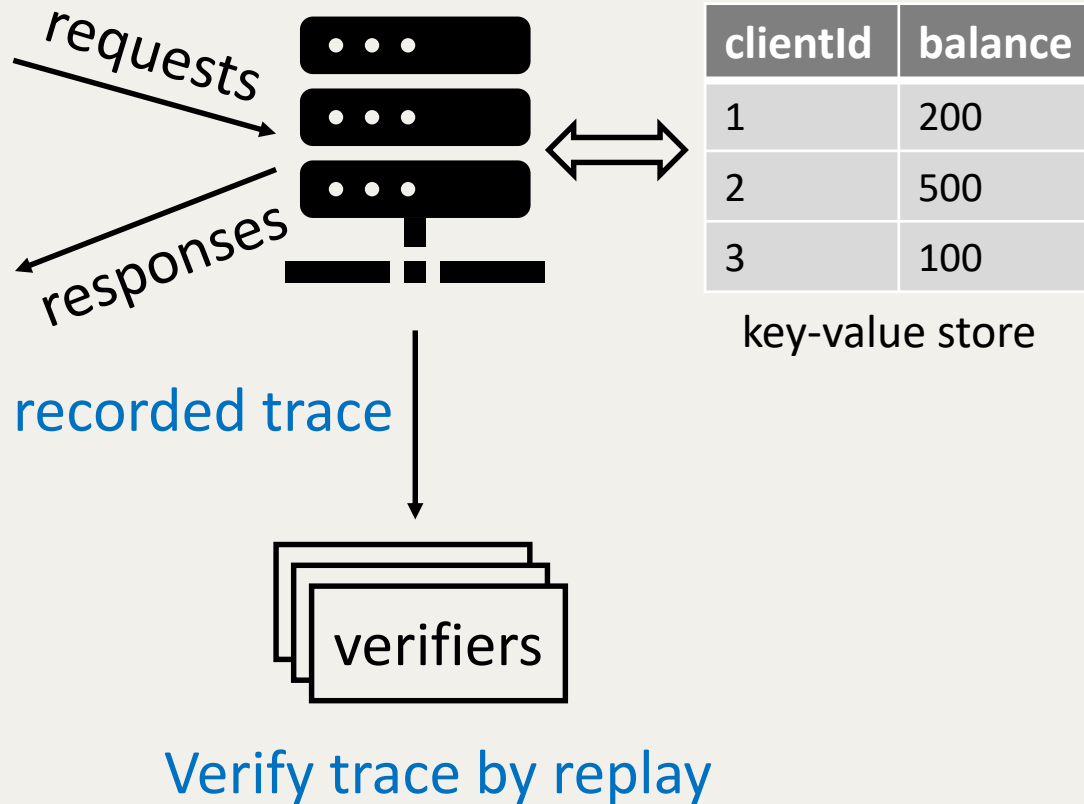 requests
responses
clientId balance
1 200
2 500
3 100
key-value store
recorded trace
verifiers
Verify trace by replay